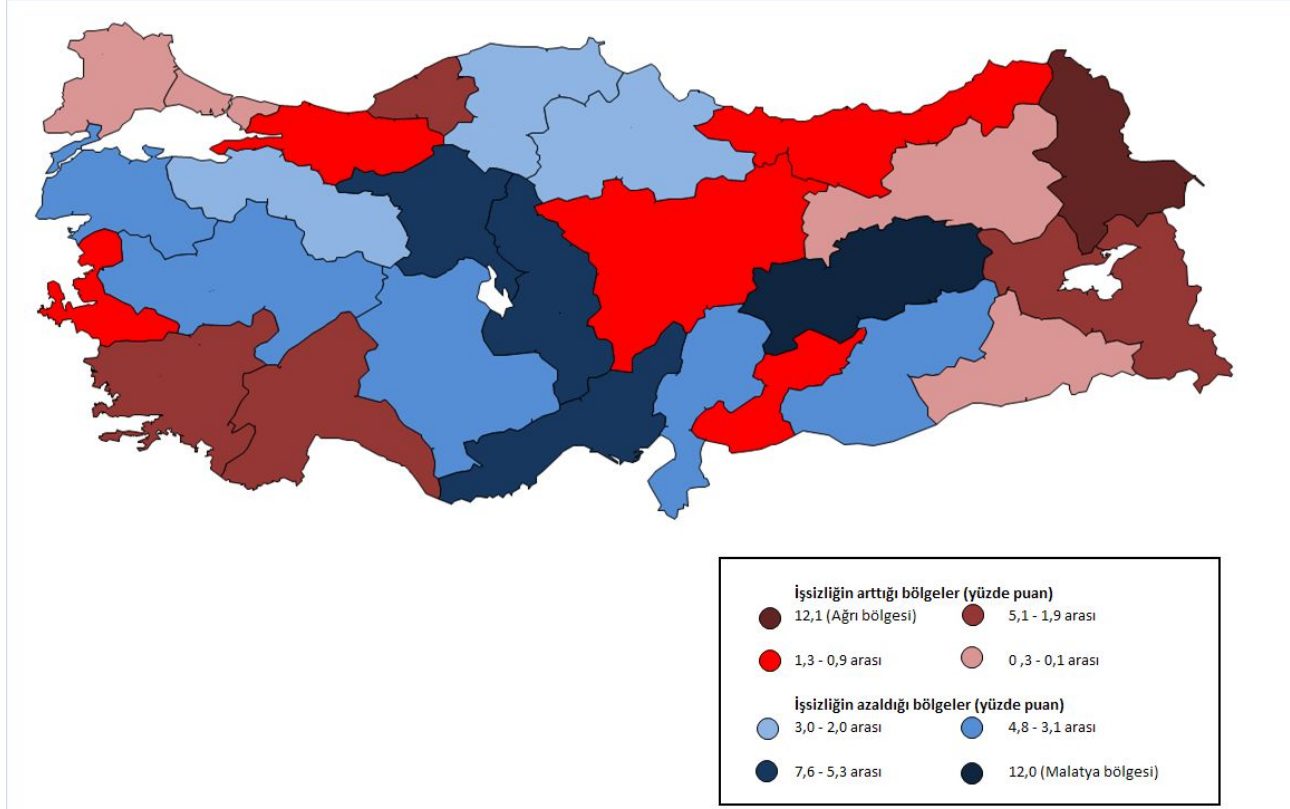 İşsizliğin arttığı bölgeler (yüzde puan)
12,1 (Ağrı bölgesi) 5,1 - 1,9 arası
1,3 - 0,9 arası 0 ,3 - 0,1 arası
İşsizliğin azaldığı bölgeler (yüzde puan)
3,0 - 2,0 arası 4,8 - 3,1 arası
7,6 - 5,3 arası 12,0 (Malatya bölgesi)